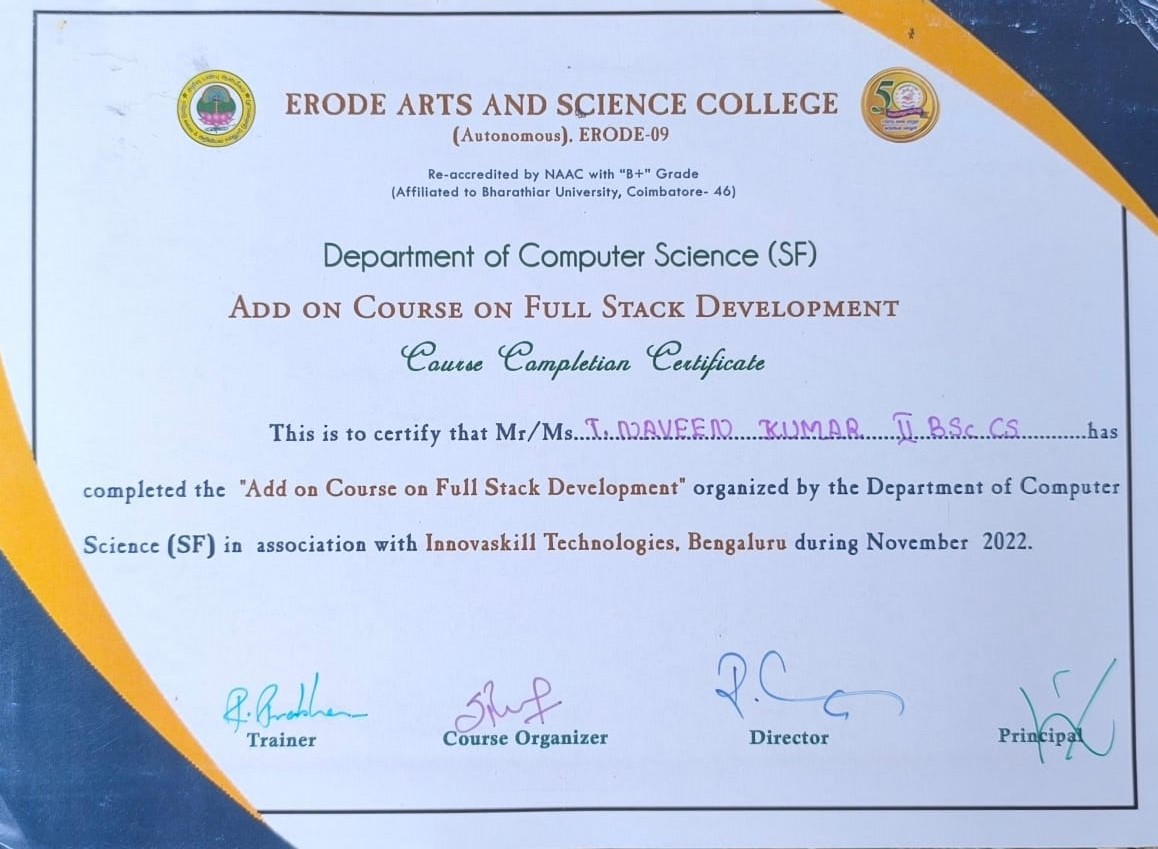 ERODE ARTS AND SCIENCE COLLEGE
(Autonomous), ERODE-09
Re-accredited by NAAC with "B+" Grade
(Affiliated to Bharathiar University, Coimbatore- 46)
Department of Computer Science (SF)
ADD ON COURSE ON FULL STACK DEVELOPMENT
Course Completion Certificate
This is to certify that Mr/Ms...T. NAVEEN KUMAR II BSc CS...has
completed the "Add on Course on Full Stack Development" organized by the Department of Computer
Science (SF) in association with Innovaskill Technologies, Bengaluru during November 2022.
Trainer
Course Organizer
Director
Principal